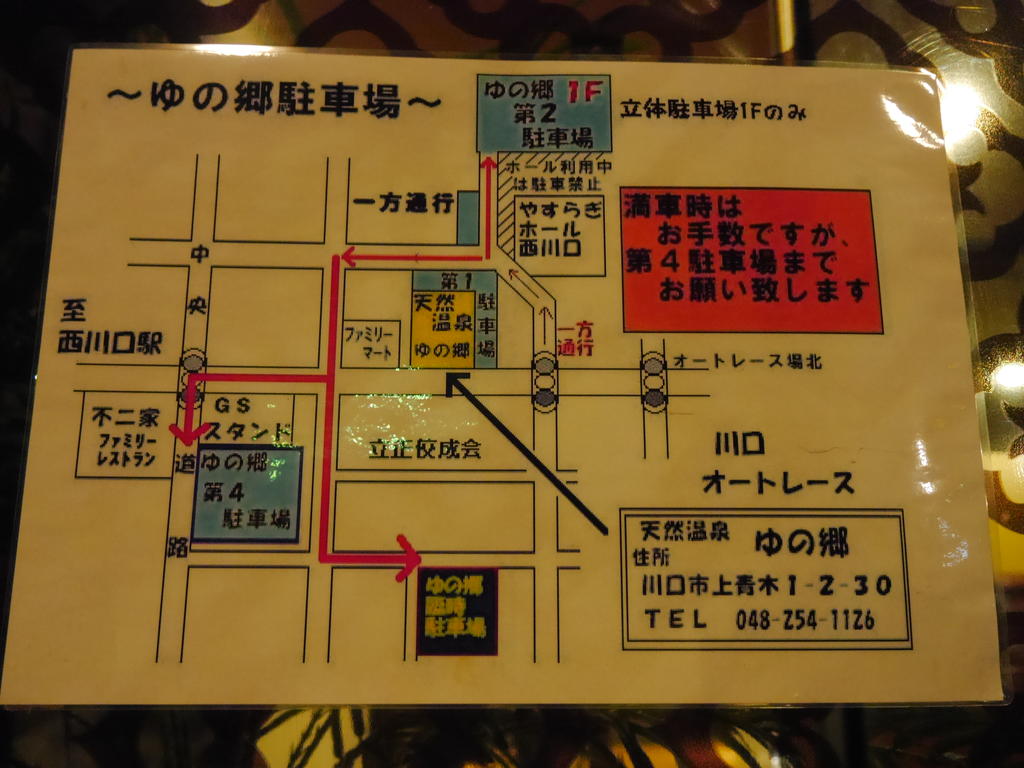 ～ゆの郷駐車場～
ゆの郷 1F
第2
駐車場
立体駐車場1Fのみ
ホール利用中
は駐車禁止
一方通行
やすらぎ
ホール
西川口
満車時は
お手数ですが、
第4駐車場まで
お願い致します
中央道路
至
西川口駅
第1
駐車場
天然
温泉
ゆの郷
ファミリー
マート
一方
通行
オートレース場北
不二家
ファミリー
レストラン
GS
スタンド
立正佼成会
川口
オートレース
ゆの郷
第4
駐車場
天然温泉 ゆの郷
住所
川口市上青木1-2-30
TEL 048-254-1126
ゆの郷
臨時
駐車場